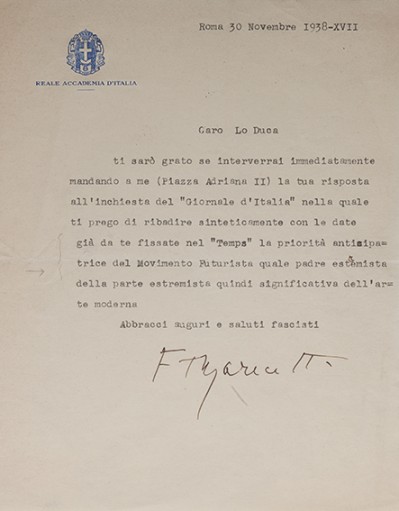 Roma 30 Novembre 1938-XVII
REALE ACCADEMIA D'ITALIA
Caro Lo Duca
ti sarò grato se interverrai immediatamente
mandando a me (Piazza Adriana II) la tua risposta
all'inchiesta del "Giornale d'Italia" nella quale
ti prego di ribadire sinteticamente con le date
già da te fissate nel "Temps" la priorità antisipa-
trice del Movimento Futurista quale padre estemista
della parte estremista quindi significativa dell'ar-
te moderna
Abbracci auguri e saluti fascisti
F T Marinetti